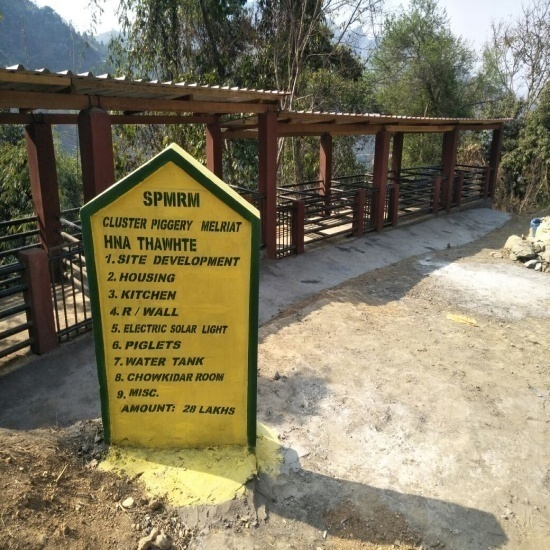 SPMRM
CLUSTER PIGGERY MELRIAT
HNA THAWHTE
1. SITE DEVELOPMENT
2. HOUSING
3. KITCHEN
4. R / WALL
5. ELECTRIC SOLAR LIGHT
6. PIGLETS
7. WATER TANK
8. CHOWKIDAR ROOM
9. MISC.
AMOUNT: 28 LAKHS